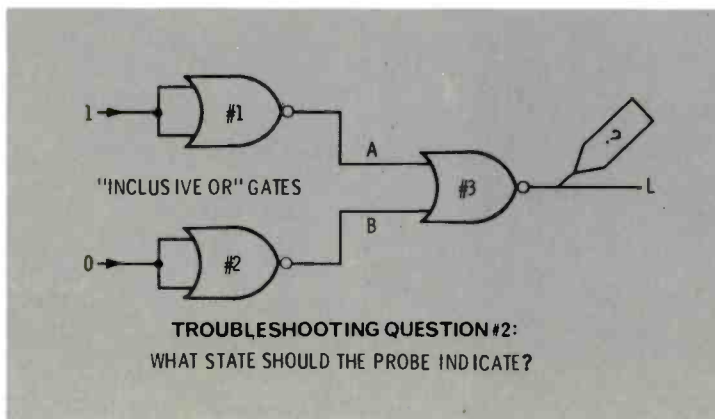 1
#1
A
"INCLUSIVE OR" GATES
#3
?
L
B
0
#2
TROUBLESHOOTING QUESTION #2:
WHAT STATE SHOULD THE PROBE INDICATE?